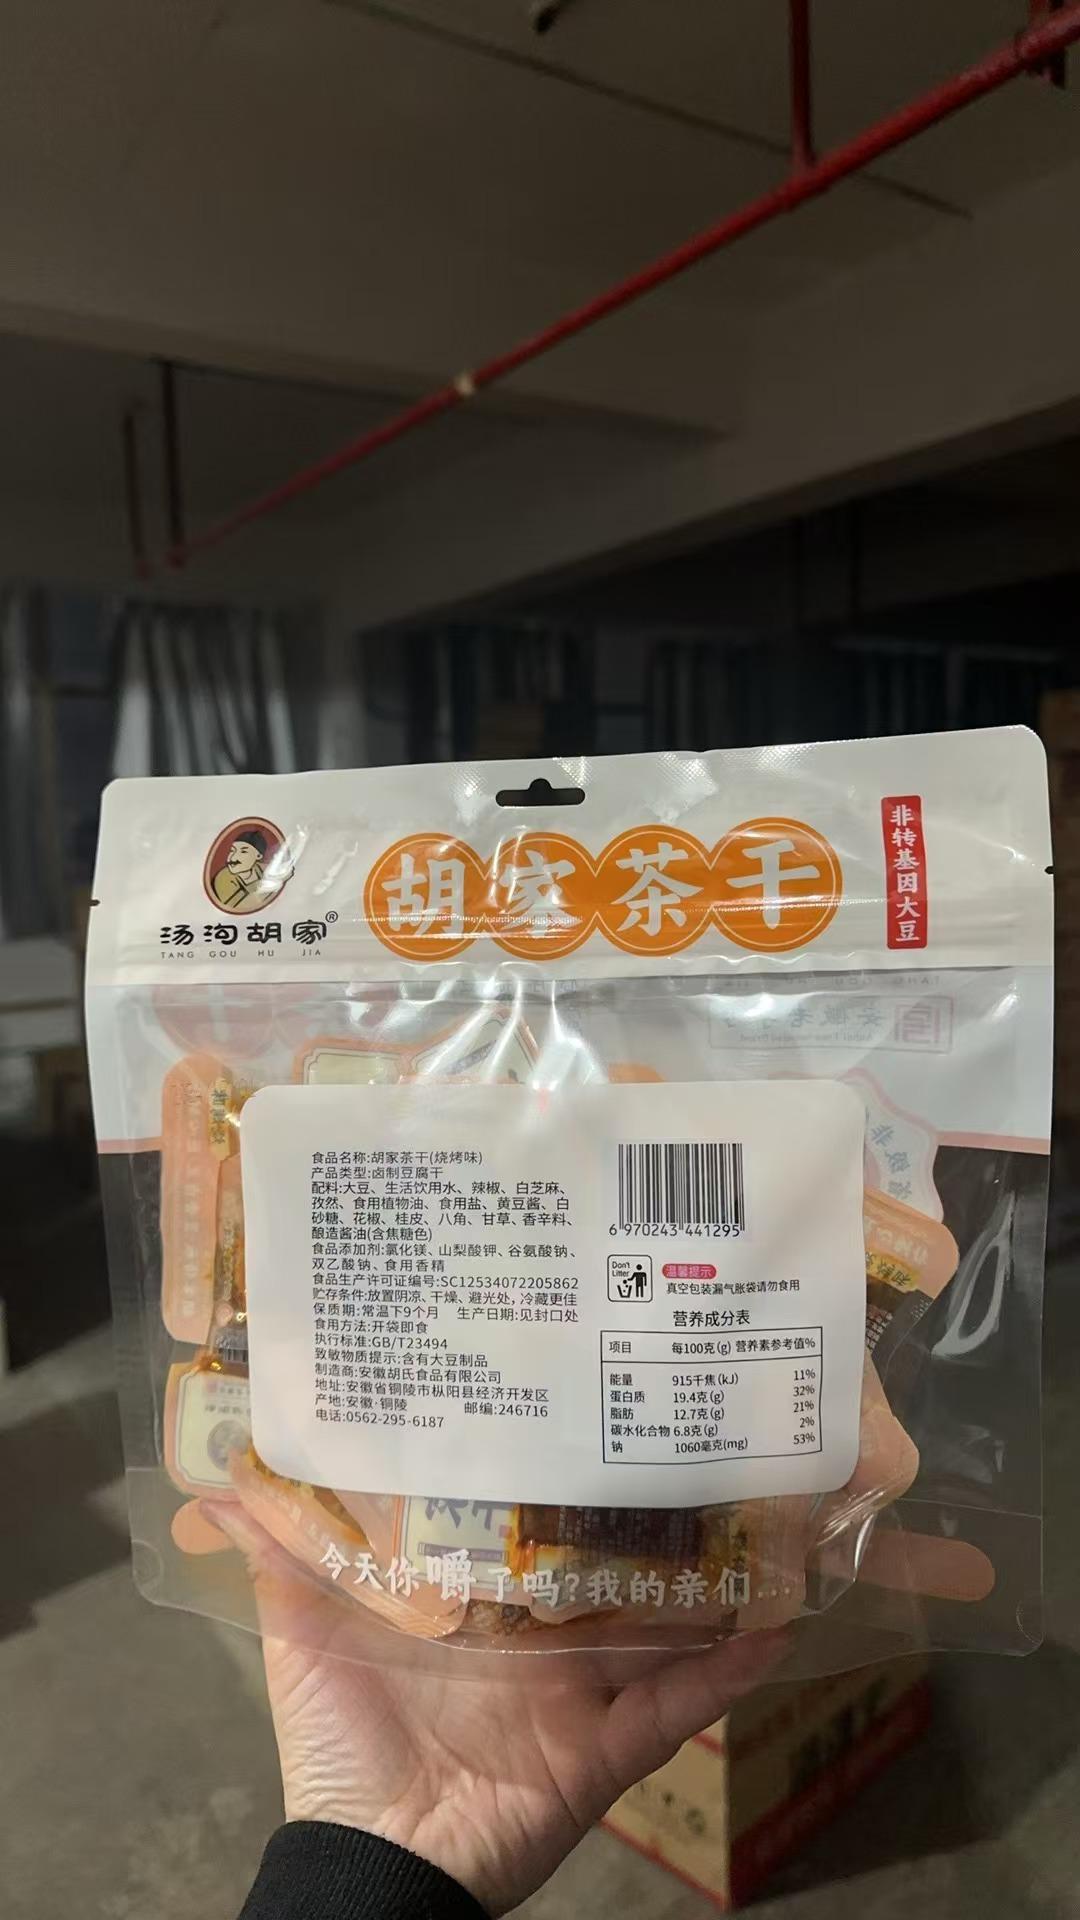 汤沟胡家®
TANG GOU HU JIA
胡家茶干
非转基因大豆
食品名称:胡家茶干(烧烤味)
产品类型:卤制豆腐干
配料:大豆、生活饮用水、辣椒、白芝麻、
孜然、食用植物油、食用盐、黄豆酱、白
砂糖、花椒、桂皮、八角、甘草、香辛料、
酿造酱油(含焦糖色)
食品添加剂:氯化镁、山梨酸钾、谷氨酸钠、
双乙酸钠、食用香精
食品生产许可证编号:SC12534072205862
贮存条件:放置阴凉、干燥、避光处,冷藏更佳
保质期:常温下9个月 生产日期:见封口处
食用方法:开袋即食
执行标准:GB/T23494
致敏物质提示:含有大豆制品
制造商:安徽胡氏食品有限公司
地址:安徽省铜陵市枞阳县经济开发区
产地:安徽·铜陵 邮编:246716
电话:0562-295-6187
6 970243 441295
Don't
Litter
温馨提示
真空包装漏气胀袋请勿食用
营养成分表
项目 每100克(g) 营养素参考值%
能量 915千焦(kJ) 11%
蛋白质 19.4克(g) 32%
脂肪 12.7克(g) 21%
碳水化合物 6.8克(g) 2%
钠 1060毫克(mg) 53%
今天你嚼了吗?我的亲们...